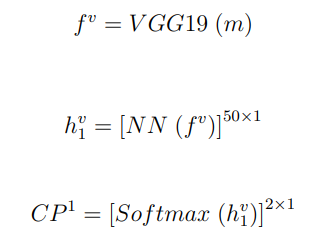 f^v = VGG19 (m)
h_1^v = [NN (f^v)]^{50×1}
CP^1 = [Softmax (h_1^v)]^{2×1}